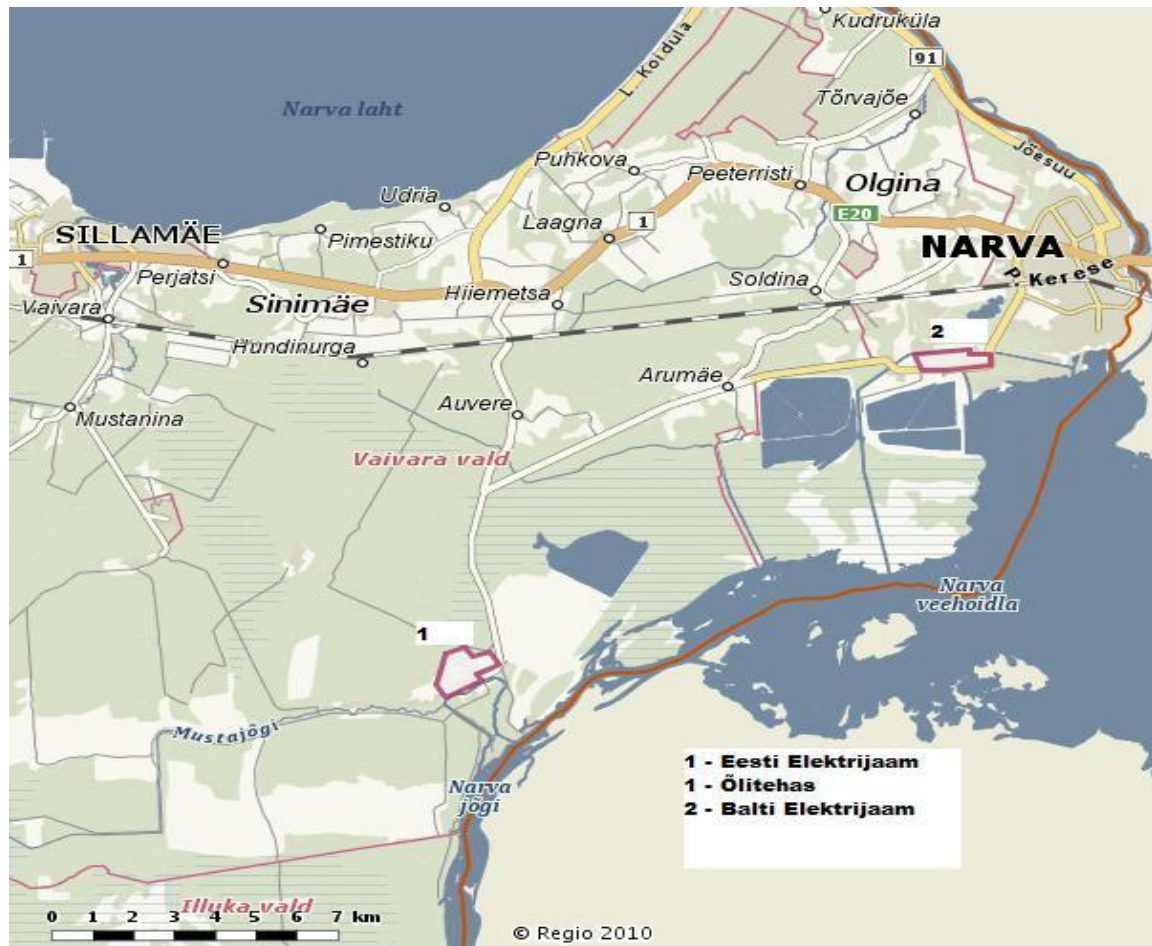 Kudruküla
91
L. Koidula
Narva laht
Tõrvajõe
Jõesuu
Puhkova
Peeterristi
Olgina
Udria
E20
Laagna
1
SILLAMÄE
Pimestiku
NARVA
1
Perjatsi
P. Kerese
Soldina
Sinimäe
Hiiemetsa
Vaivara
2
Hundinurga
Arumäe
Auvere
Mustanina
Vaivara vald
Narva
veehoidla
1
Mustajõgi
1 - Eesti Elektrijaam
1 - Õlitehas
2 - Balti Elektrijaam
Narva
jõgi
Illuka vald
0 1 2 3 4 5 6 7 km
© Regio 2010